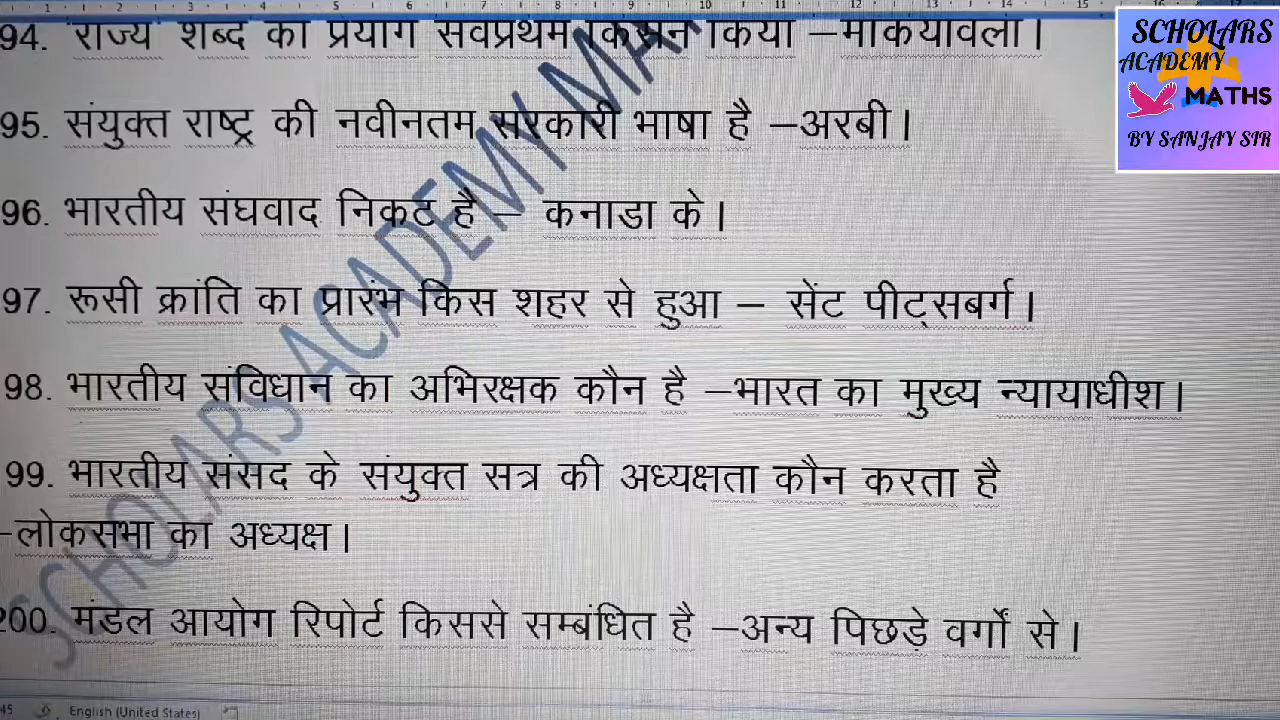 94. राज्य शब्द का प्रयोग सर्वप्रथम किसने किया –मैकियावेली।
95. संयुक्त राष्ट्र की नवीनतम सरकारी भाषा है –अरबी।
96. भारतीय संघवाद निकट है – कनाडा के।
97. रूसी क्रांति का प्रारंभ किस शहर से हुआ – सेंट पीट्सबर्ग।
98. भारतीय संविधान का अभिरक्षक कौन है –भारत का मुख्य न्यायाधीश।
99. भारतीय संसद के संयुक्त सत्र की अध्यक्षता कौन करता है
–लोकसभा का अध्यक्ष।
200. मंडल आयोग रिपोर्ट किससे सम्बंधित है –अन्य पिछड़े वर्गों से।
SCHOLARS
ACADEMY
MATHS
BY SANJAY SIR
SCHOLARS ACADEMY
English (United States)